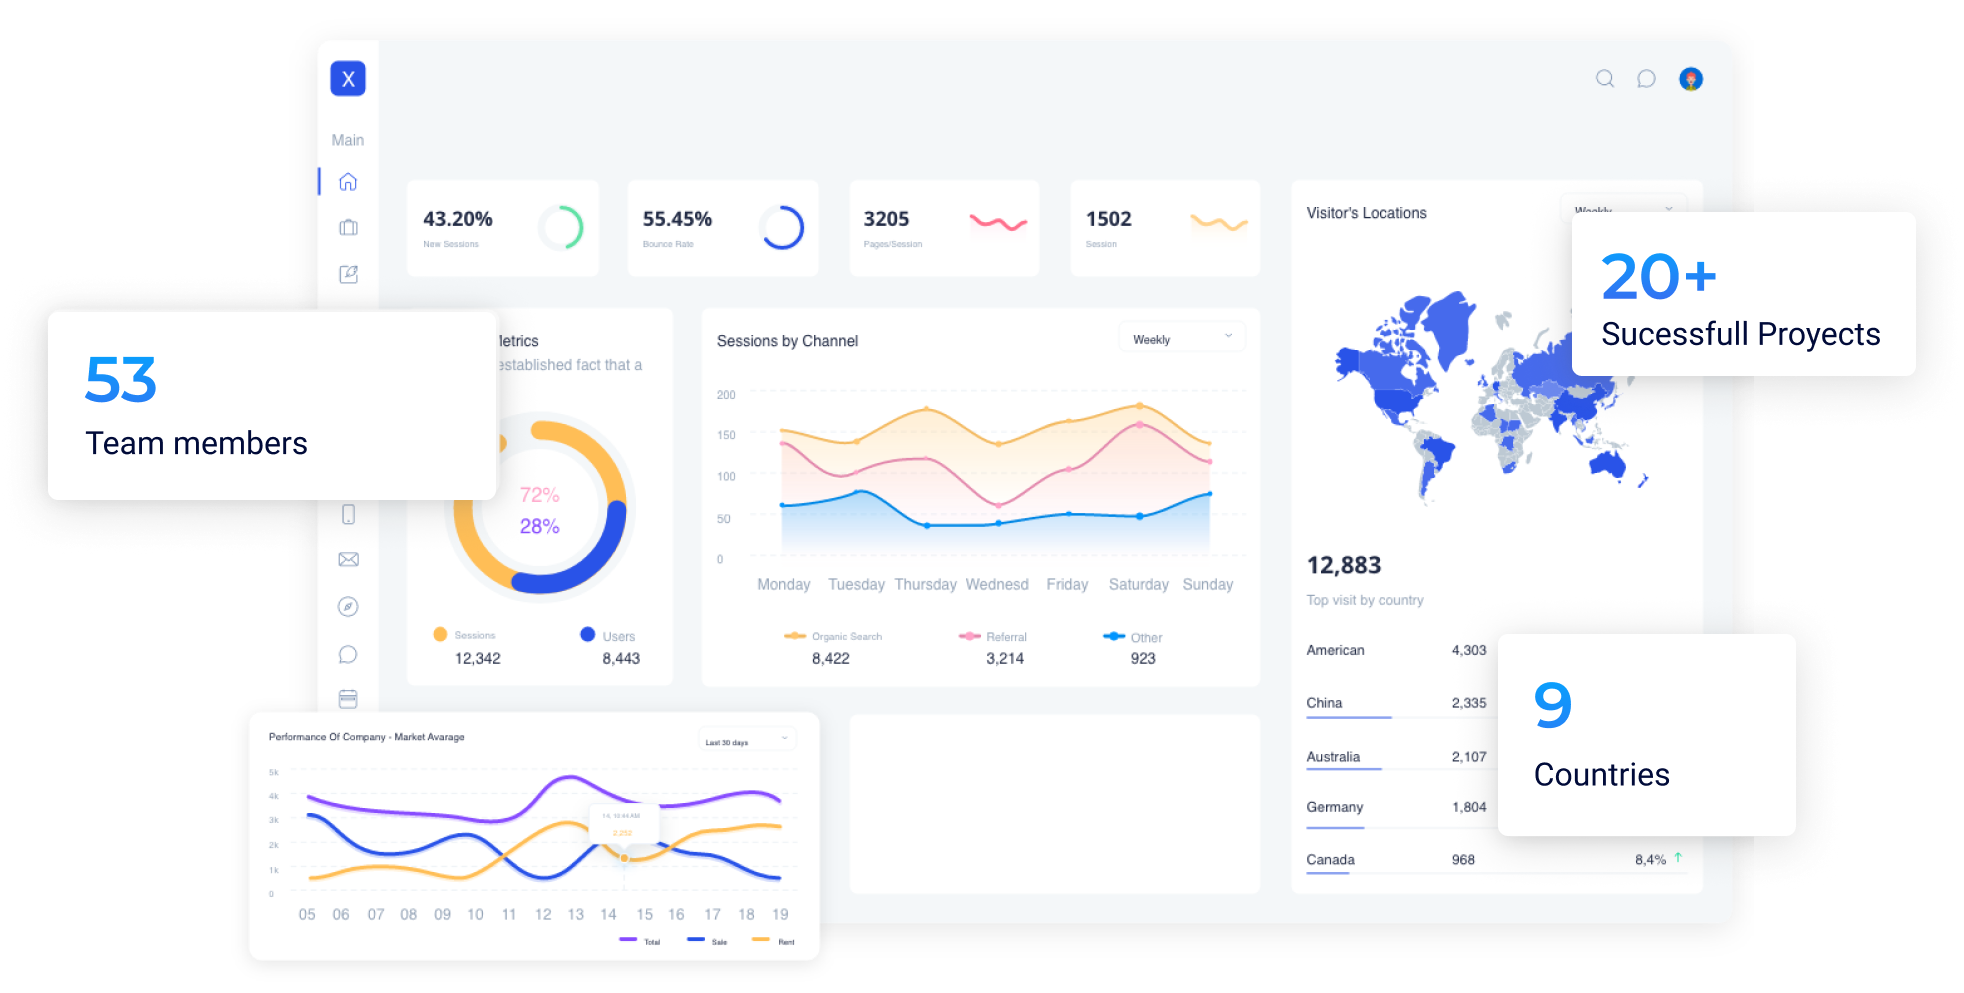 X
Main
43.20%
New Sessions
55.45%
Bounce Rate
3205
Pages/Session
1502
Session
Visitor's Locations
Weekly
20+
Sucessfull Proyects
53
Team members
established fact that a
72%
28%
Sessions
12,342
Users
8,443
Sessions by Channel
Weekly
200
150
100
50
0
Monday Tuesday Thursday Wednesd Friday Saturday Sunday
Organic Search
8,422
Referral
3,214
Other
923
12,883
Top visit by country
American 4,303
China 2,335
Australia 2,107
Germany 1,804
Canada 968 8,4%
9
Countries
Performance Of Company - Market Avarage
Last 30 days
5k
4k
3k
2k
1k
0
2,252
05 06 07 08 09 10 11 12 13 14 15 16 17 18 19
Total Sale Rent